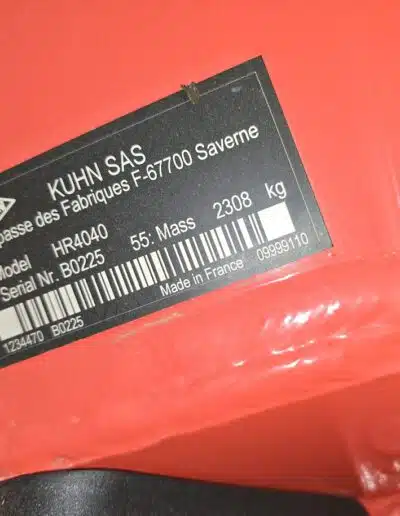 KUHN SAS
passe des Fabriques F-67700 Saverne
Model HR4040 55: Mass 2308 kg
Serial Nr. B0225
Made in France 09999110
1234470 B0225